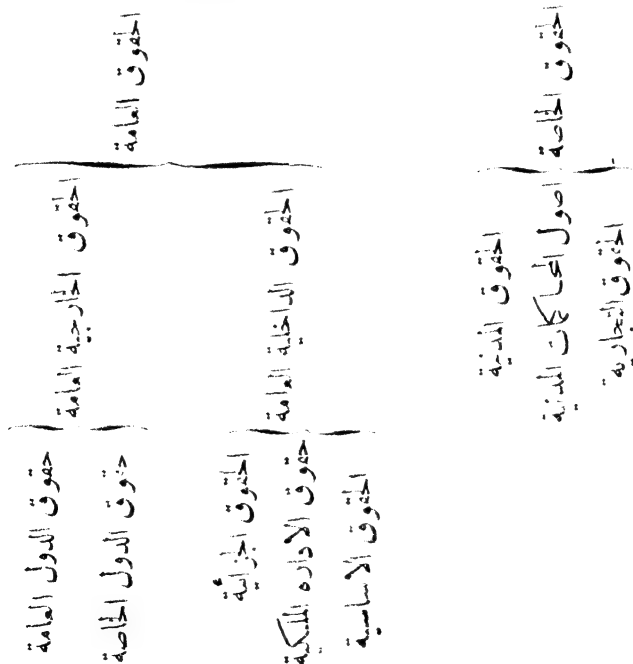 الحقوق الخاصة
الحقوق التجارية
اصول المحاكمات المدنية
الحقوق المدنية
الحقوق العامة
الحقوق الداخلية العامة
الحقوق الاساسية
حقوق الاداره الملكية
الحقوق الجزائية
الحقوق الخارجية العامة
حقوق الدول الخاصة
حقوق الدول العامة